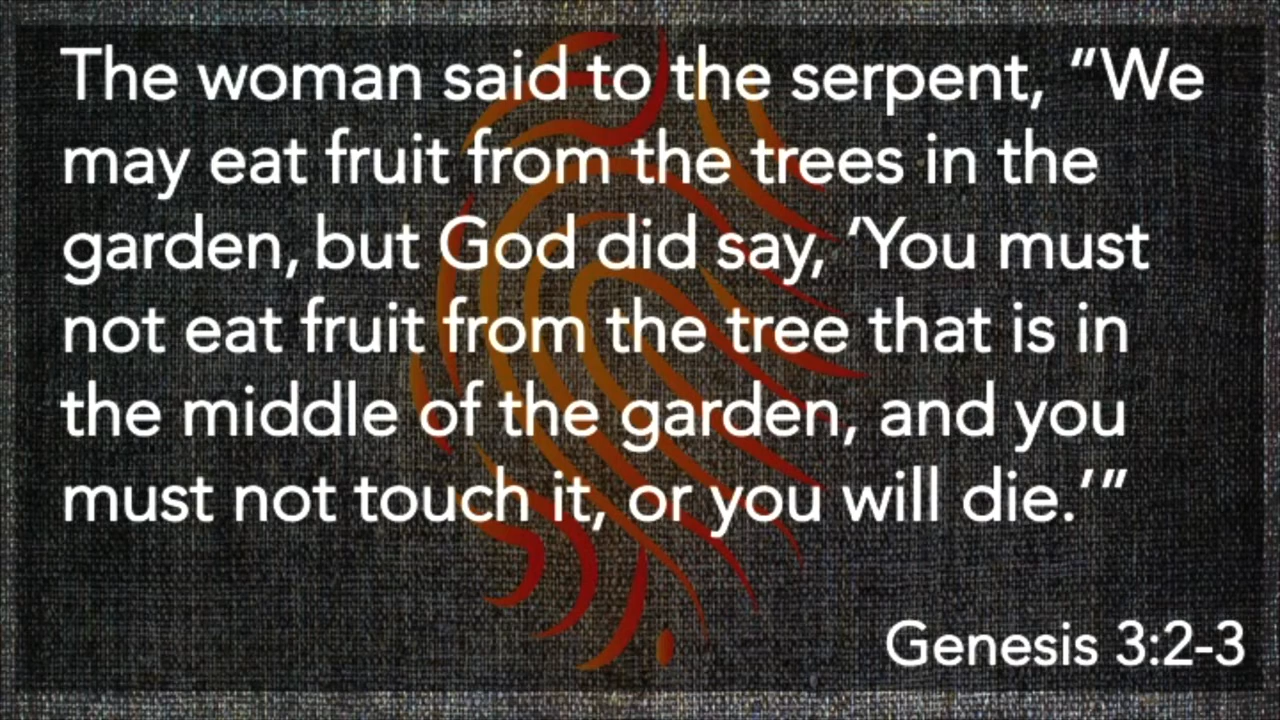 The woman said to the serpent, “We
may eat fruit from the trees in the
garden, but God did say, ‘You must
not eat fruit from the tree that is in
the middle of the garden, and you
must not touch it, or you will die.’”
Genesis 3:2-3